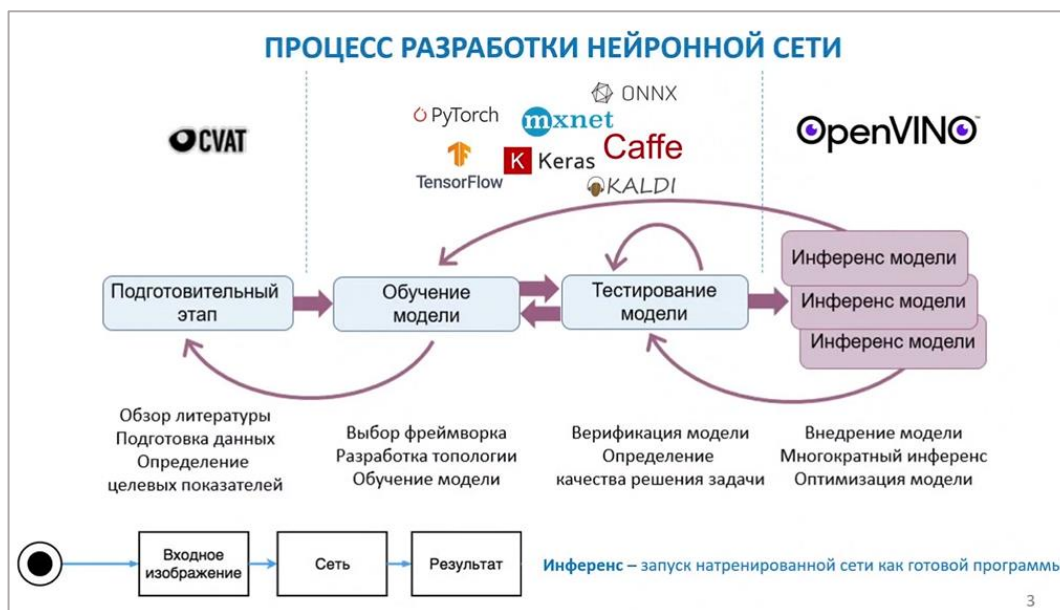 ПРОЦЕСС РАЗРАБОТКИ НЕЙРОННОЙ СЕТИ
CVAT
PyTorch
mxnet
ONNX
TensorFlow
Keras
Caffe
KALDI
OpenVINO™
Подготовительный
этап
Обучение
модели
Тестирование
модели
Инференс модели
Инференс модели
Инференс модели
Обзор литературы
Подготовка данных
Определение
целевых показателей
Выбор фреймворка
Разработка топологии
Обучение модели
Верификация модели
Определение
качества решения задачи
Внедрение модели
Многократный инференс
Оптимизация модели
Входное
изображение
Сеть
Результат
Инференс – запуск натренированной сети как готовой программы
3